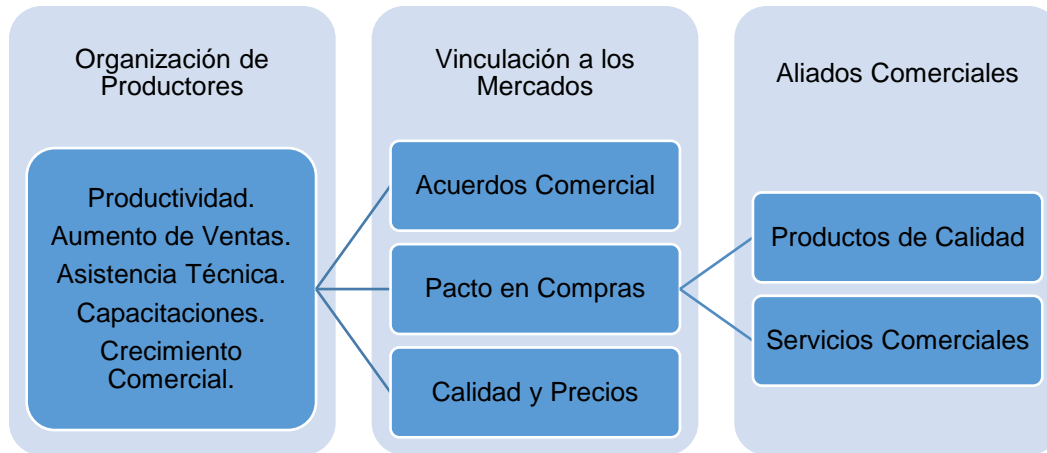 Organización de
Productores
Productividad.
Aumento de Ventas.
Asistencia Técnica.
Capacitaciones.
Crecimiento
Comercial.
Vinculación a los
Mercados
Acuerdos Comercial
Pacto en Compras
Calidad y Precios
Aliados Comerciales
Productos de Calidad
Servicios Comerciales